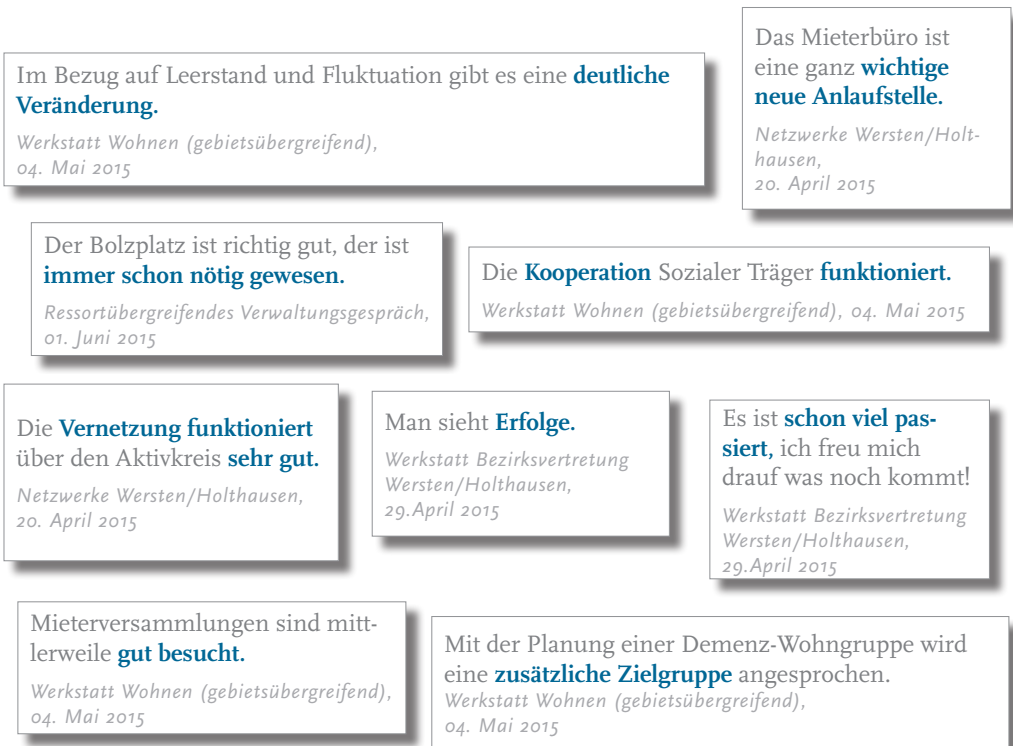 Im Bezug auf Leerstand und Fluktuation gibt es eine deutliche
Veränderung.
Werkstatt Wohnen (gebietsübergreifend),
04. Mai 2015
Das Mieterbüro ist
eine ganz wichtige
neue Anlaufstelle.
Netzwerke Wersten/Holt-
hausen,
20. April 2015
Der Bolzplatz ist richtig gut, der ist
immer schon nötig gewesen.
Ressortübergreifendes Verwaltungsgespräch,
01. Juni 2015
Die Kooperation Sozialer Träger funktioniert.
Werkstatt Wohnen (gebietsübergreifend), 04. Mai 2015
Die Vernetzung funktioniert
über den Aktivkreis sehr gut.
Netzwerke Wersten/Holthausen,
20. April 2015
Man sieht Erfolge.
Werkstatt Bezirksvertretung
Wersten/Holthausen,
29.April 2015
Es ist schon viel pas-
siert, ich freu mich
drauf was noch kommt!
Werkstatt Bezirksvertretung
Wersten/Holthausen,
29.April 2015
Mieterversammlungen sind mitt-
lerweile gut besucht.
Werkstatt Wohnen (gebietsübergreifend),
04. Mai 2015
Mit der Planung einer Demenz-Wohngruppe wird
eine zusätzliche Zielgruppe angesprochen.
Werkstatt Wohnen (gebietsübergreifend),
04. Mai 2015